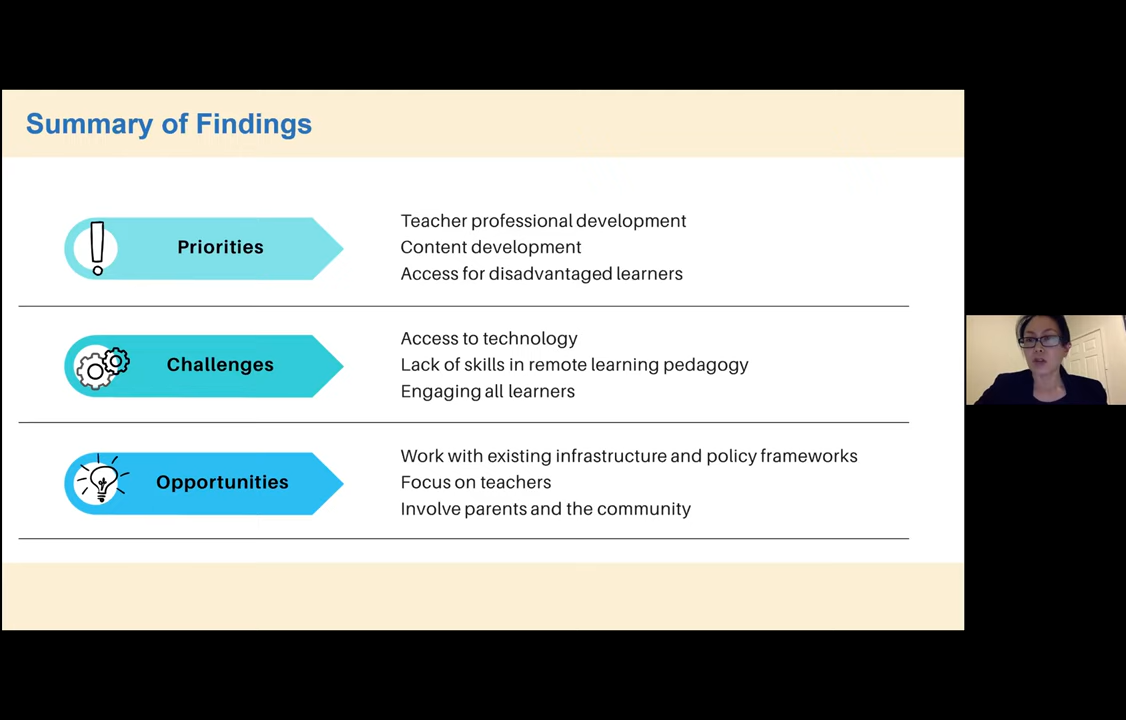 Summary of Findings
Priorities
Teacher professional development
Content development
Access for disadvantaged learners
Challenges
Access to technology
Lack of skills in remote learning pedagogy
Engaging all learners
Opportunities
Work with existing infrastructure and policy frameworks
Focus on teachers
Involve parents and the community